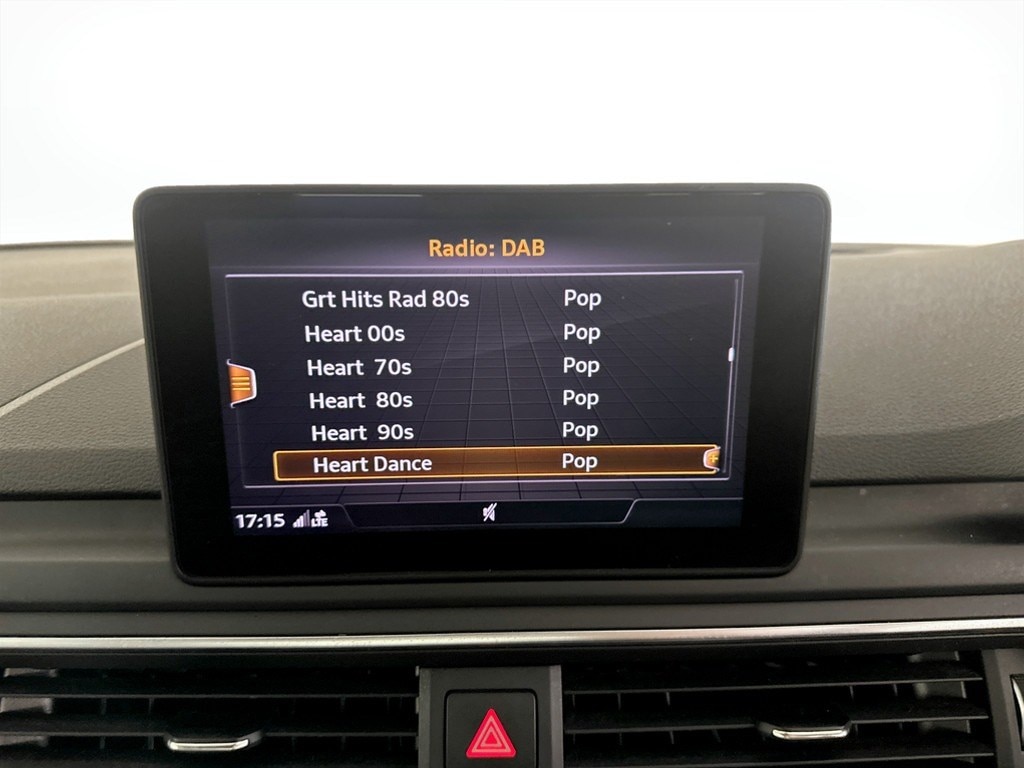 Radio: DAB
Grt Hits Rad 80s Pop
Heart 00s Pop
Heart 70s Pop
Heart 80s Pop
Heart 90s Pop
Heart Dance Pop
17:15 LTE